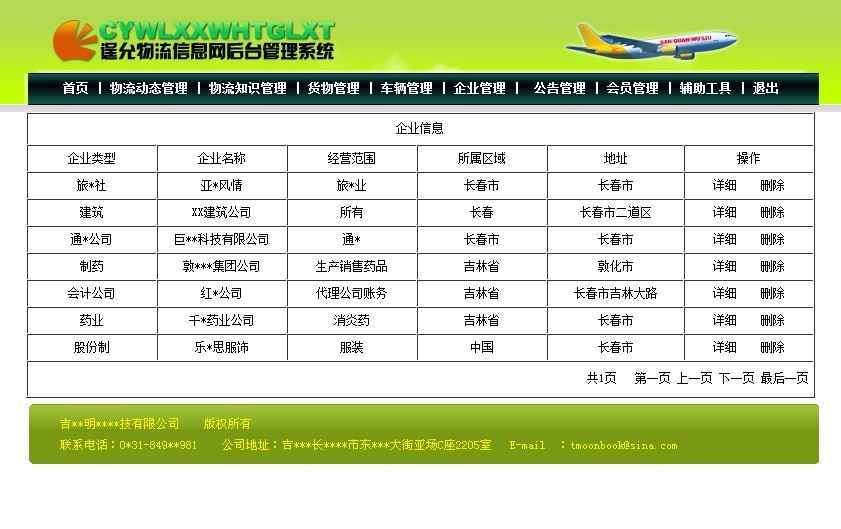 CYWLXXWHTGLXT
逞允物流信息网后台管理系统
SAN QUAN WU LIU
首页 | 物流动态管理 | 物流知识管理 | 货物管理 | 车辆管理 | 企业管理 | 公告管理 | 会员管理 | 辅助工具 | 退出
企业信息
企业类型 企业名称 经营范围 所属区域 地址 操作
旅*社 亚*风情 旅*业 长春市 长春市 详细 删除
建筑 XX建筑公司 所有 长春 长春市二道区 详细 删除
通*公司 巨**科技有限公司 通* 长春市 长春市 详细 删除
制药 敦***集团公司 生产销售药品 吉林省 敦化市 详细 删除
会计公司 红*公司 代理公司账务 吉林省 长春市吉林大路 详细 删除
药业 千*药业公司 消炎药 吉林省 长春市 详细 删除
股份制 乐*思服饰 服装 中国 长春市 详细 删除
共1页 第一页 上一页 下一页 最后一页
吉**明****技有限公司 版权所有
联系电话：0*31-849**981 公司地址：吉***长****市东***大街亚场C座2205室 E-mail ：tmoonbook@sina.com